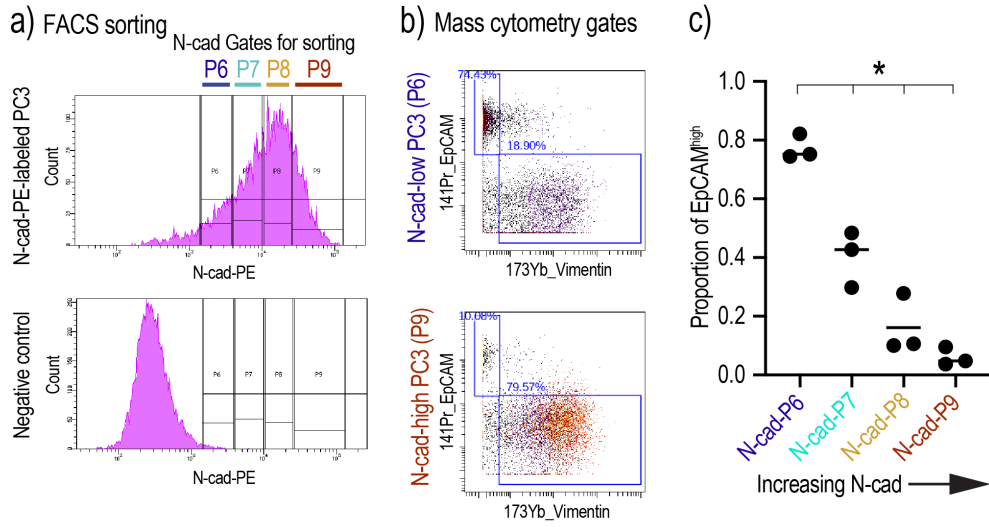 a) FACS sorting
N-cad Gates for sorting
P6 P7 P8 P9
N-cad-PE-labeled PC3
Count
P6 P7 P8 P9
N-cad-PE
Negative control
Count
P6 P7 P8 P9
N-cad-PE
b) Mass cytometry gates
N-cad-low PC3 (P6)
141Pr_EpCAM
74.43%
18.90%
173Yb_Vimentin
N-cad-high PC3 (P9)
141Pr_EpCAM
10.08%
79.57%
173Yb_Vimentin
c)
*
Proportion of EpCAMhigh
1.0
0.8
0.6
0.4
0.2
0.0
N-cad-P6
N-cad-P7
N-cad-P8
N-cad-P9
Increasing N-cad